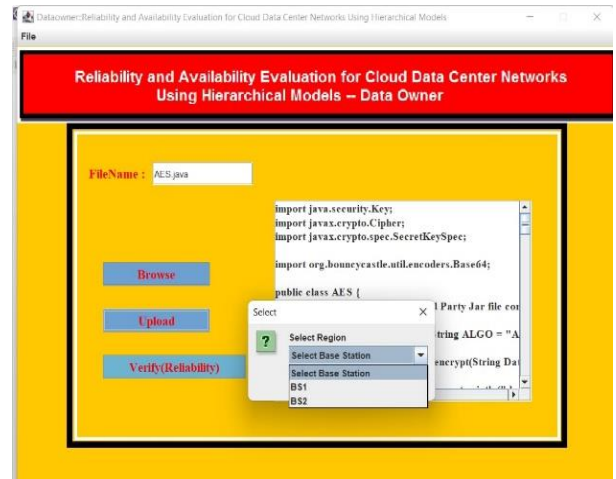 Dataowner::Reliability and Availability Evaluation for Cloud Data Center Networks Using Hierarchical Models
File
Reliability and Availability Evaluation for Cloud Data Center Networks
Using Hierarchical Models -- Data Owner
FileName :
AES.java
import java.security.Key;
import javax.crypto.Cipher;
import javax.crypto.spec.SecretKeySpec;
import org.bouncycastle.util.encoders.Base64;
public class AES {
Party Jar file
tring ALGO = "A
encrypt(String Dat
Browse
Upload
Verify(Reliability)
Select
Select Region
Select Base Station
Select Base Station
BS1
BS2